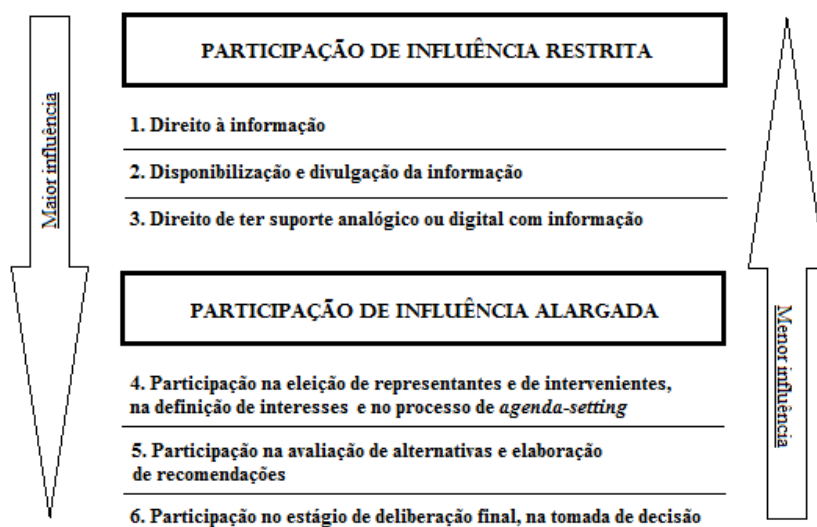 PARTICIPAÇÃO DE INFLUÊNCIA RESTRITA
Maior influência
1. Direito à informação
2. Disponibilização e divulgação da informação
3. Direito de ter suporte analógico ou digital com informação
PARTICIPAÇÃO DE INFLUÊNCIA ALARGADA
Menor influência
4. Participação na eleição de representantes e de intervenientes,
na definição de interesses e no processo de agenda-setting
5. Participação na avaliação de alternativas e elaboração
de recomendações
6. Participação no estágio de deliberação final, na tomada de decisão